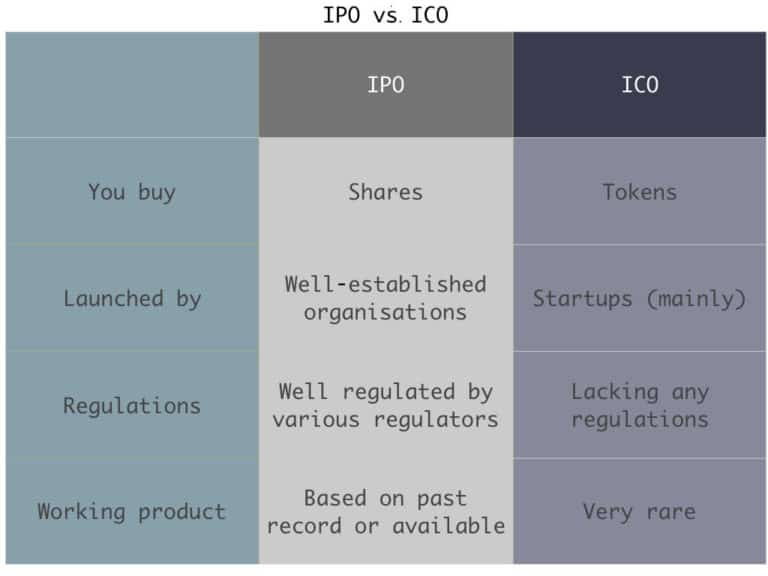 IPO vs. ICO
IPO
ICO
You buy
Shares
Tokens
Launched by
Well-established
organisations
Startups (mainly)
Regulations
Well regulated by
various regulators
Lacking any
regulations
Working product
Based on past
record or available
Very rare